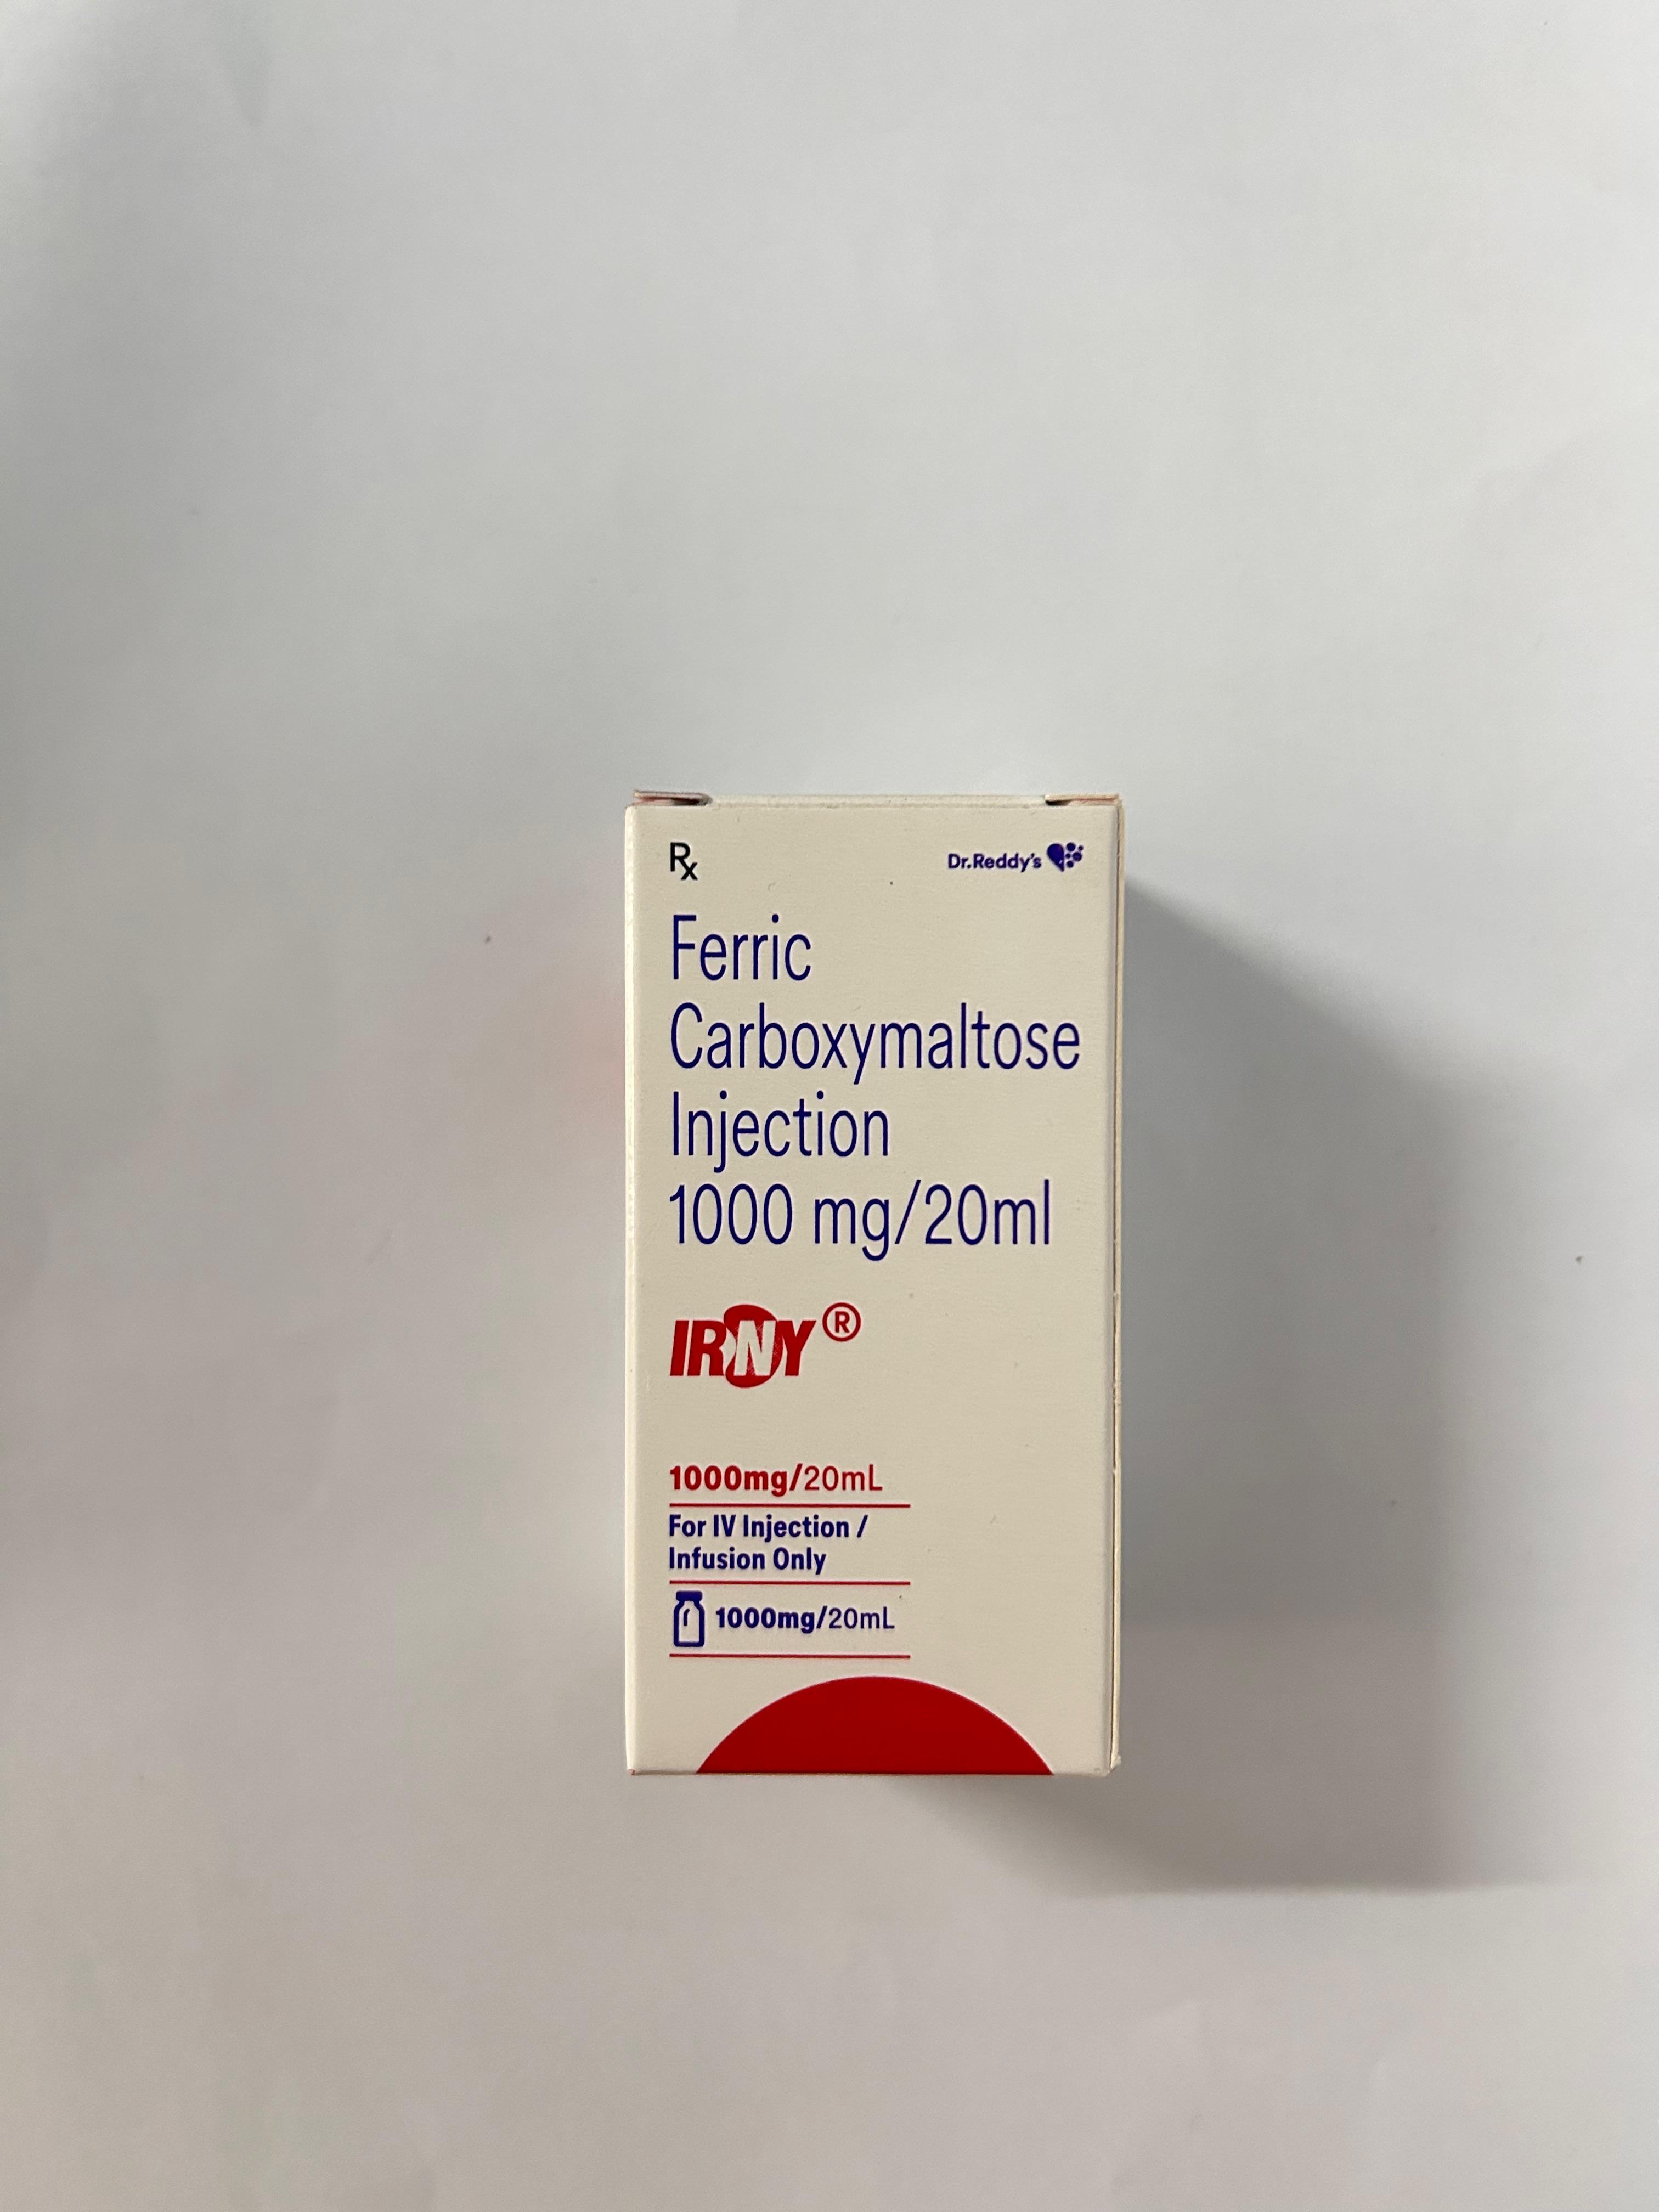 Rx
Dr.Reddy's
Ferric
Carboxymaltose
Injection
1000 mg/20ml
IRNY®
1000mg/20mL
For IV Injection /
Infusion Only
1000mg/20mL